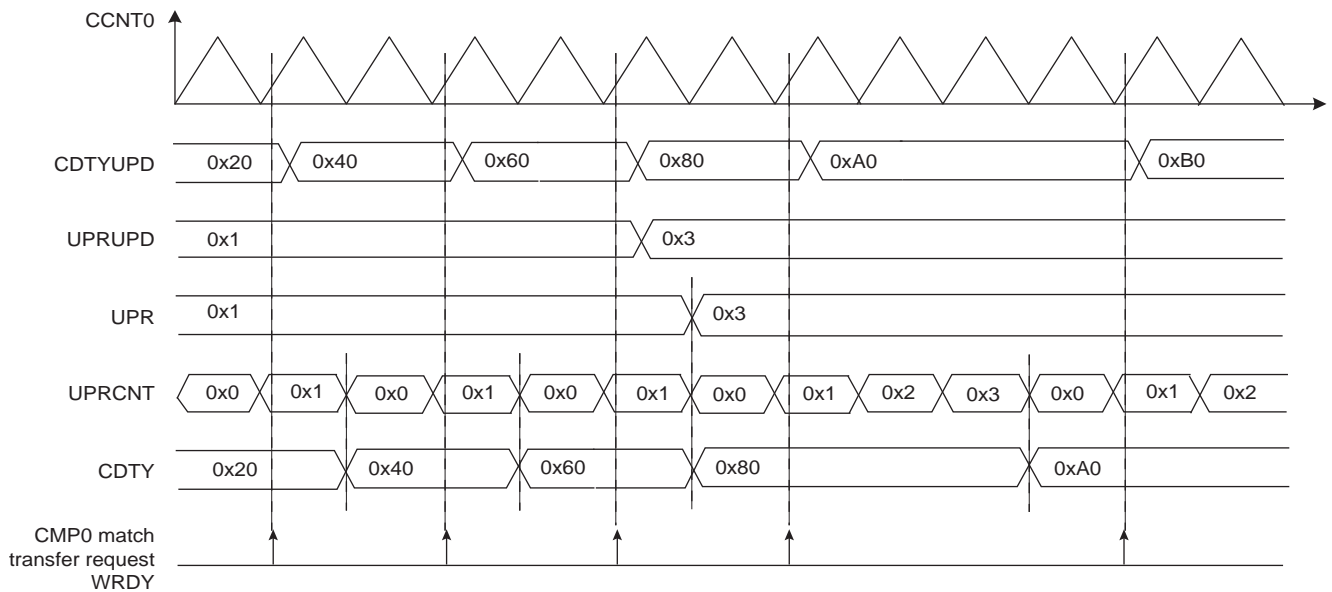 CCNT0
CDTYUPD 0x20 0x40 0x60 0x80 0xA0 0xB0
UPRUPD 0x1 0x3
UPR 0x1 0x3
UPRCNT 0x0 0x1 0x0 0x1 0x0 0x1 0x0 0x1 0x2 0x3 0x0 0x1 0x2
CDTY 0x20 0x40 0x60 0x80 0xA0
CMP0 match
transfer request
WRDY